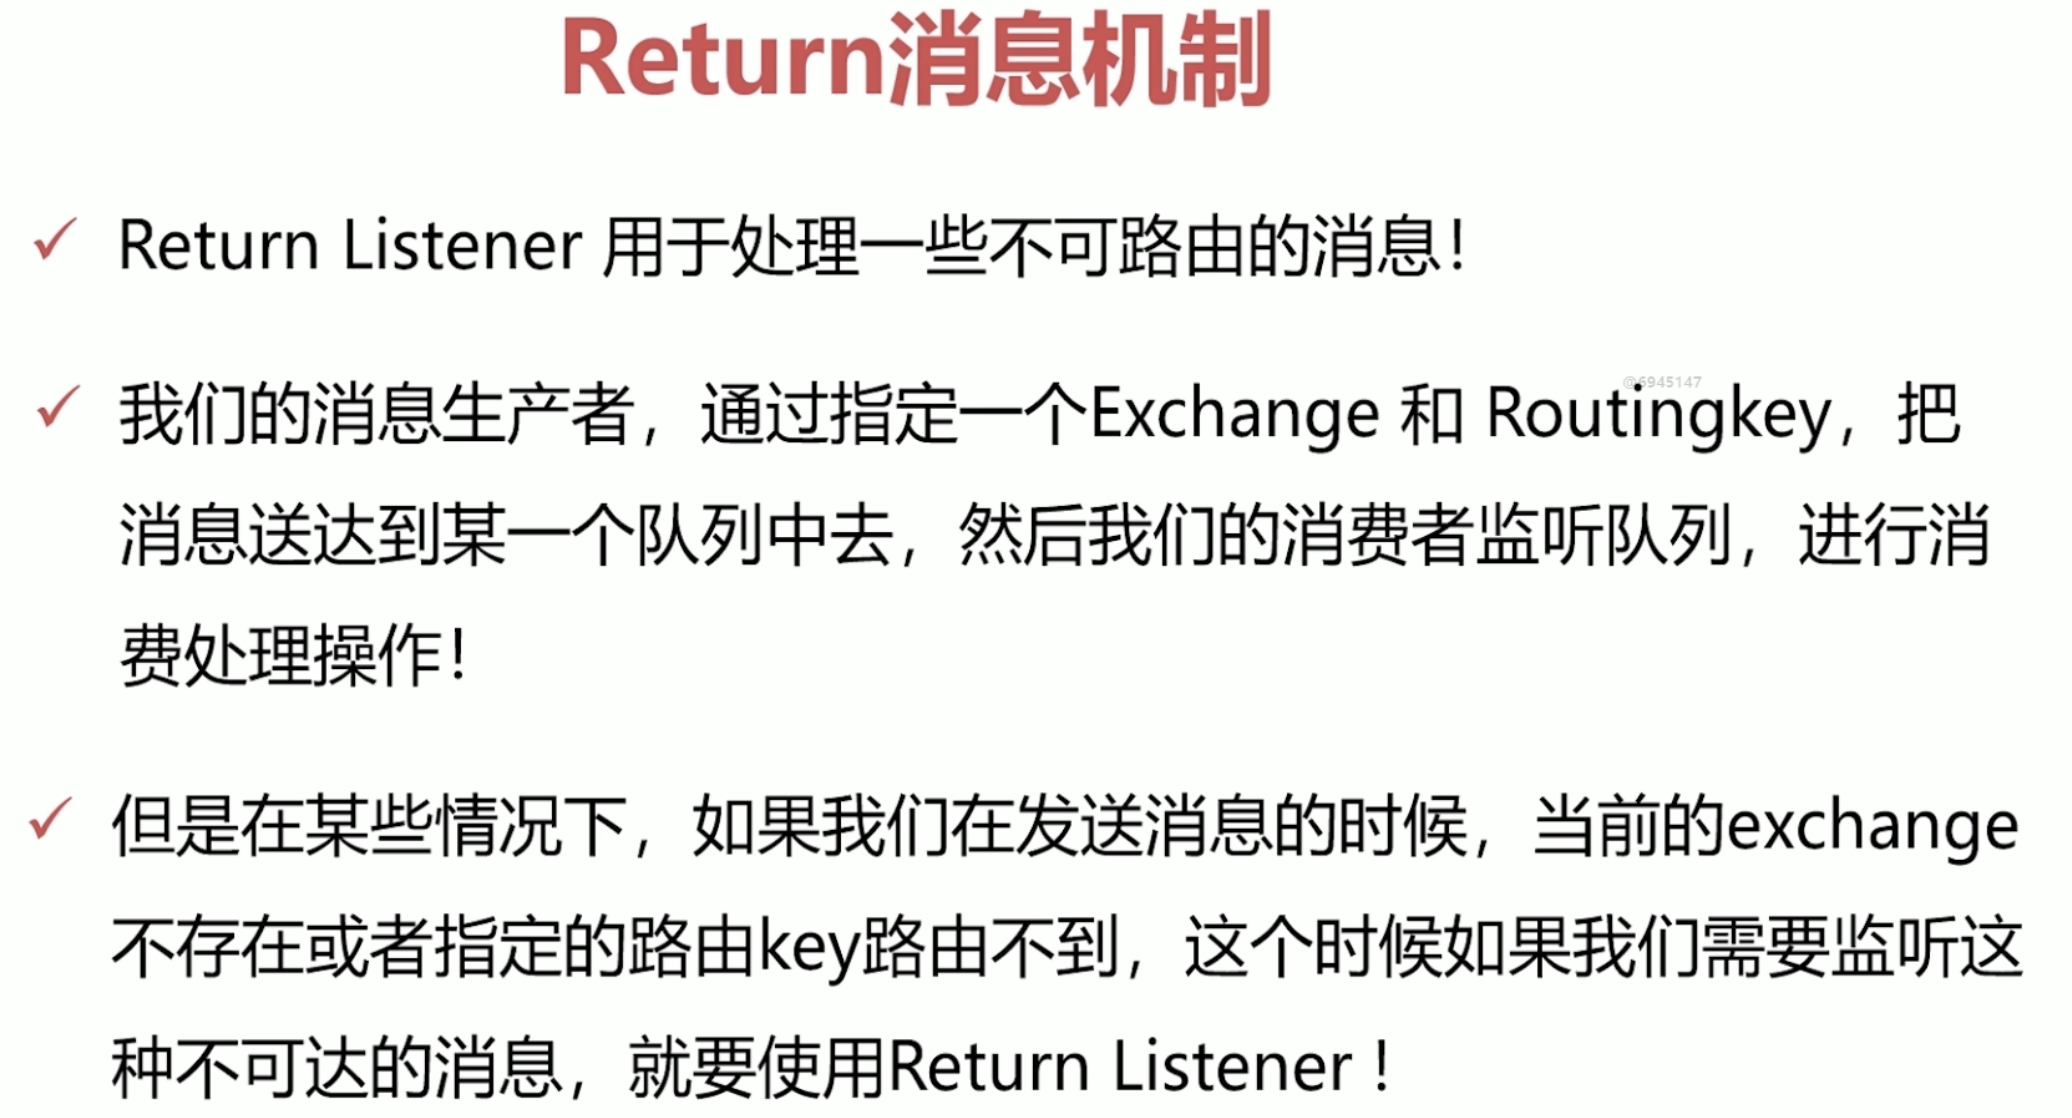 Return消息机制
Return Listener 用于处理一些不可路由的消息！
我们的消息生产者，通过指定一个Exchange 和 Routingkey，把
消息送达到某一个队列中去，然后我们的消费者监听队列，进行消
费处理操作！
但是在某些情况下，如果我们在发送消息的时候，当前的exchange
不存在或者指定的路由key路由不到，这个时候如果我们需要监听这
种不可达的消息，就要使用Return Listener！
@6945147